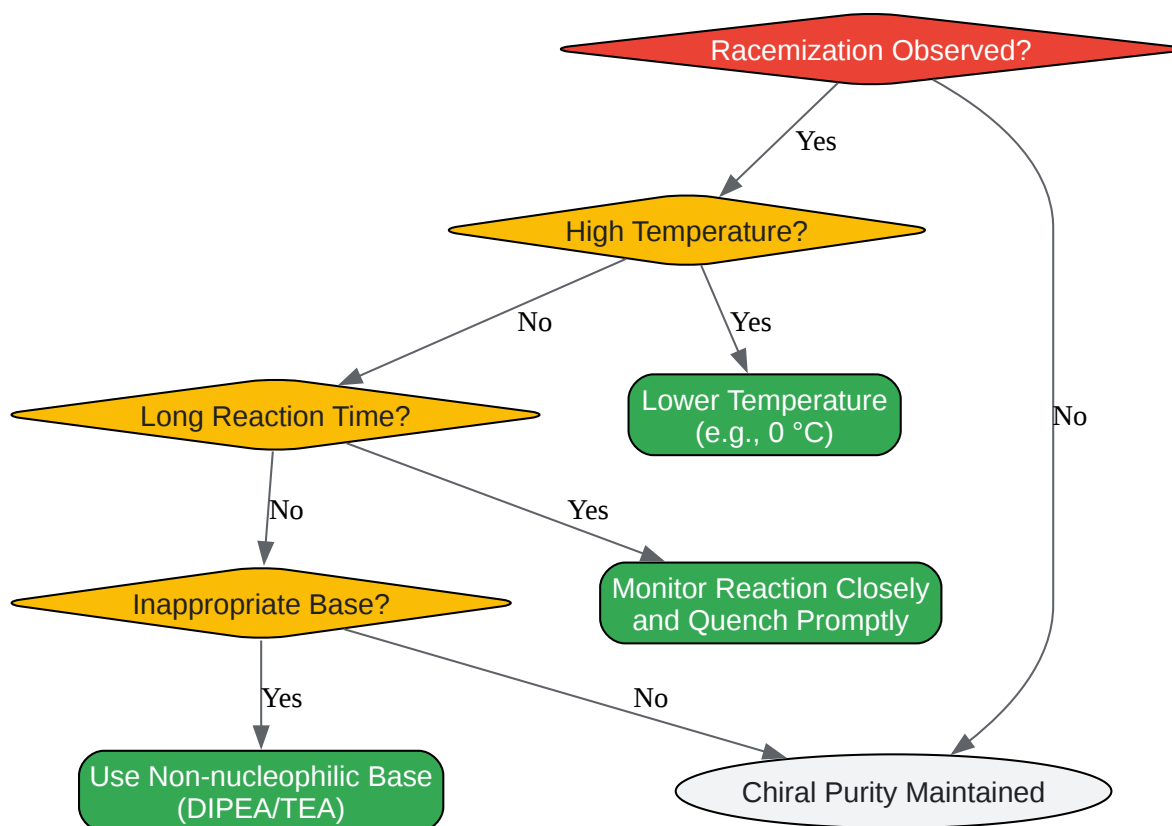 Racemization Observed?
Yes
High Temperature?
No
Yes
Lower Temperature
(e.g., 0 °C)
Long Reaction Time?
No
No
Yes
Monitor Reaction Closely
and Quench Promptly
Inappropriate Base?
Yes
No
Use Non-nucleophilic Base
(DIPEA/TEA)
Chiral Purity Maintained